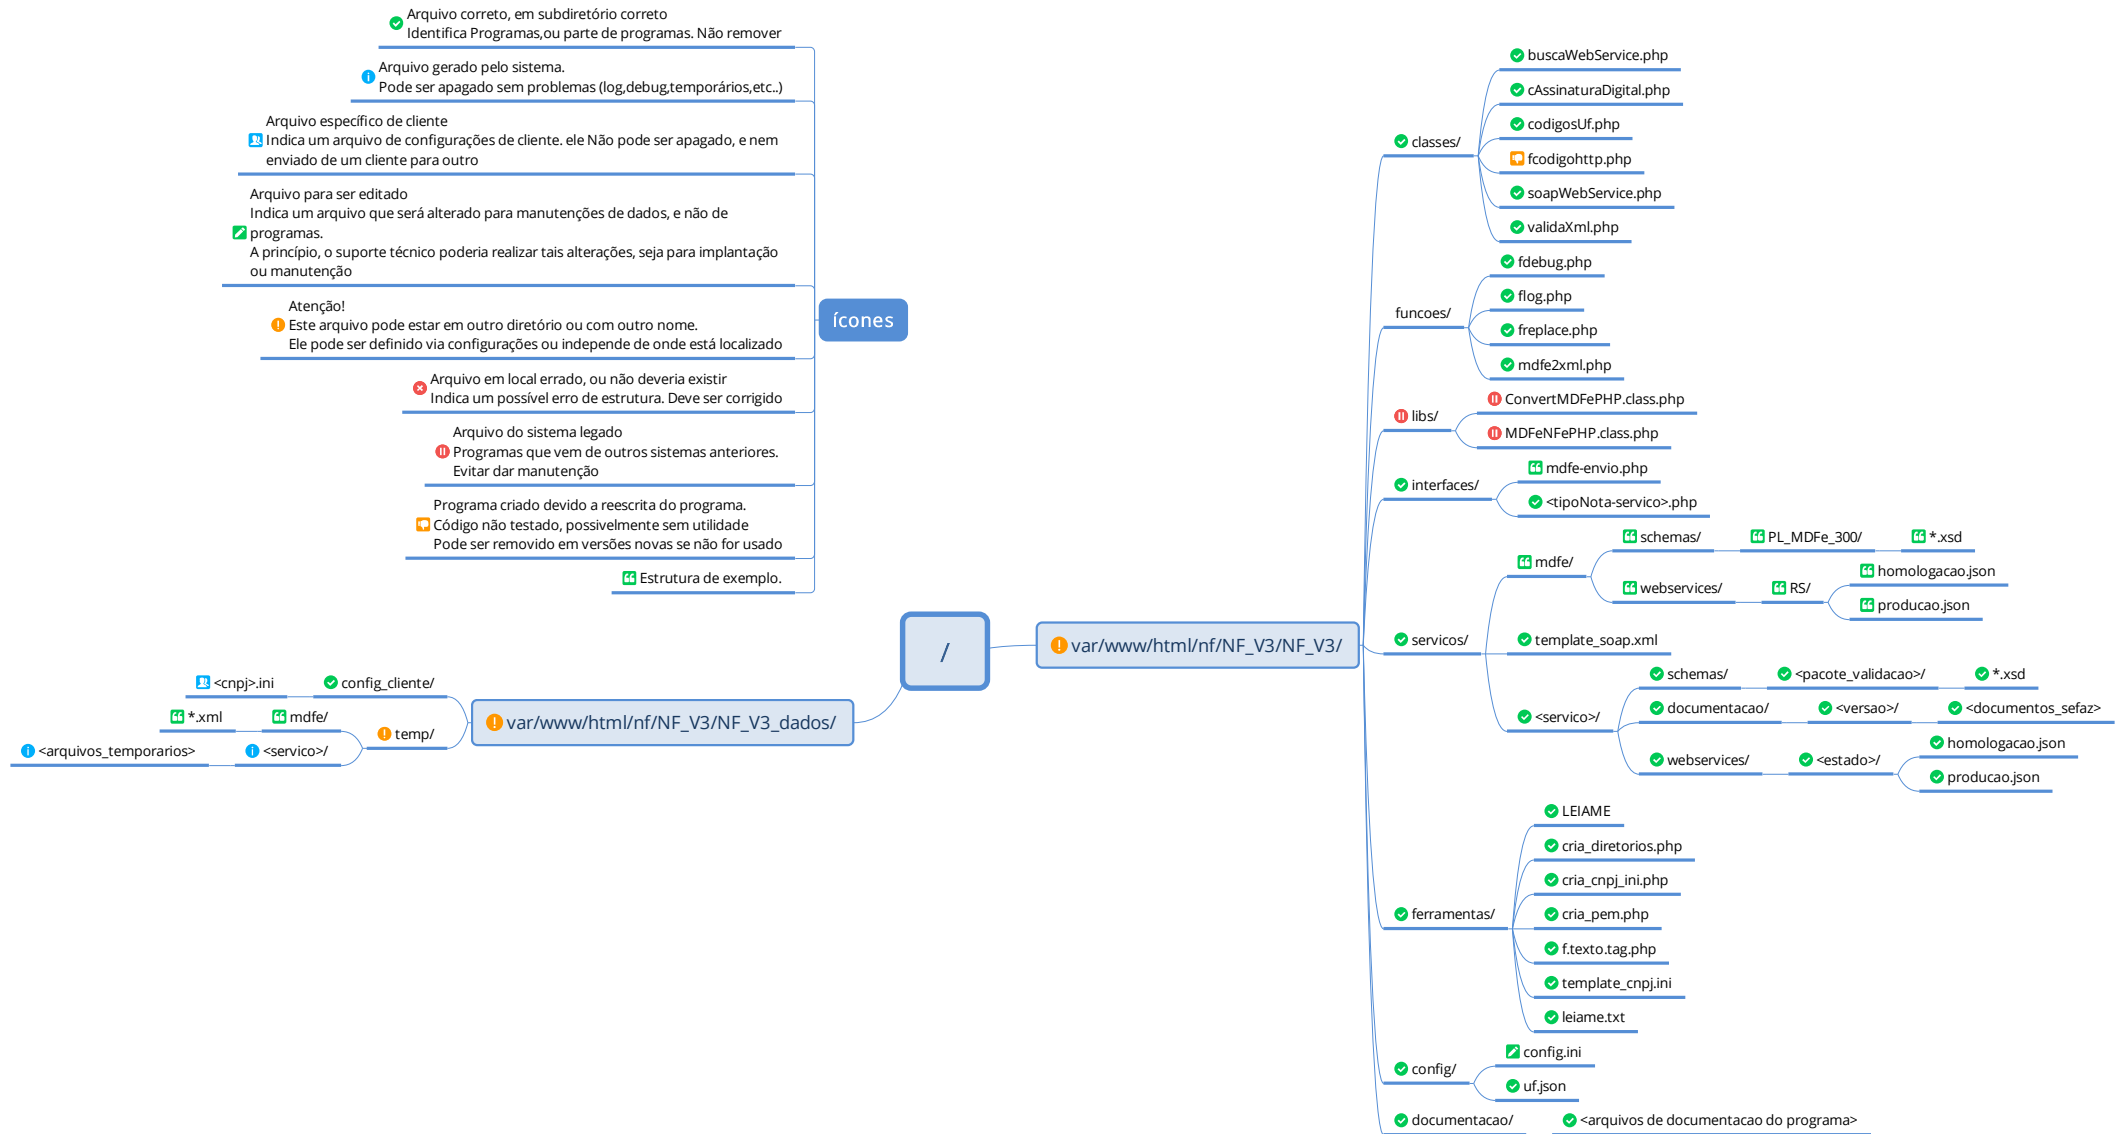 Arquivo correto, em subdiretório correto
Identifica Programas,ou parte de programas. Não remover
Arquivo gerado pelo sistema.
Pode ser apagado sem problemas (log,debug,temporários,etc..)
Arquivo específico de cliente
Indica um arquivo de configurações de cliente. ele Não pode ser apagado, e nem
enviado de um cliente para outro
Arquivo para ser editado
Indica um arquivo que será alterado para manutenções de dados, e não de
programas.
A princípio, o suporte técnico poderia realizar tais alterações, seja para implantação
ou manutenção
Atenção!
Este arquivo pode estar em outro diretório ou com outro nome.
Ele pode ser definido via configurações ou independe de onde está localizado
Arquivo em local errado, ou não deveria existir
Indica um possível erro de estrutura. Deve ser corrigido
Arquivo do sistema legado
Programas que vem de outros sistemas anteriores.
Evitar dar manutenção
Programa criado devido a reescrita do programa.
Código não testado, possivelmente sem utilidade
Pode ser removido em versões novas se não for usado
Estrutura de exemplo.
ícones
/
var/www/html/nf/NF_V3/NF_V3_dados/
config_cliente/
<cnpj>.ini
temp/
mdfe/
*.xml
<servico>/
<arquivos_temporarios>
var/www/html/nf/NF_V3/NF_V3/
classes/
buscaWebService.php
cAssinaturaDigital.php
codigosUf.php
fcodigohttp.php
soapWebService.php
validaXml.php
funcoes/
fdebug.php
flog.php
freplace.php
mdfe2xml.php
libs/
ConvertMDFePHP.class.php
MDFeNFePHP.class.php
interfaces/
mdfe-envio.php
<tipoNota-servico>.php
servicos/
mdfe/
schemas/
PL_MDFe_300/
*.xsd
webservices/
RS/
homologacao.json
producao.json
template_soap.xml
<servico>/
schemas/
<pacote_validacao>/
*.xsd
documentacao/
<versao>/
<documentos_sefaz>
webservices/
<estado>/
homologacao.json
producao.json
ferramentas/
LEIAME
cria_diretorios.php
cria_cnpj_ini.php
cria_pem.php
f.texto.tag.php
template_cnpj.ini
leiame.txt
config/
config.ini
uf.json
documentacao/
<arquivos de documentacao do programa>